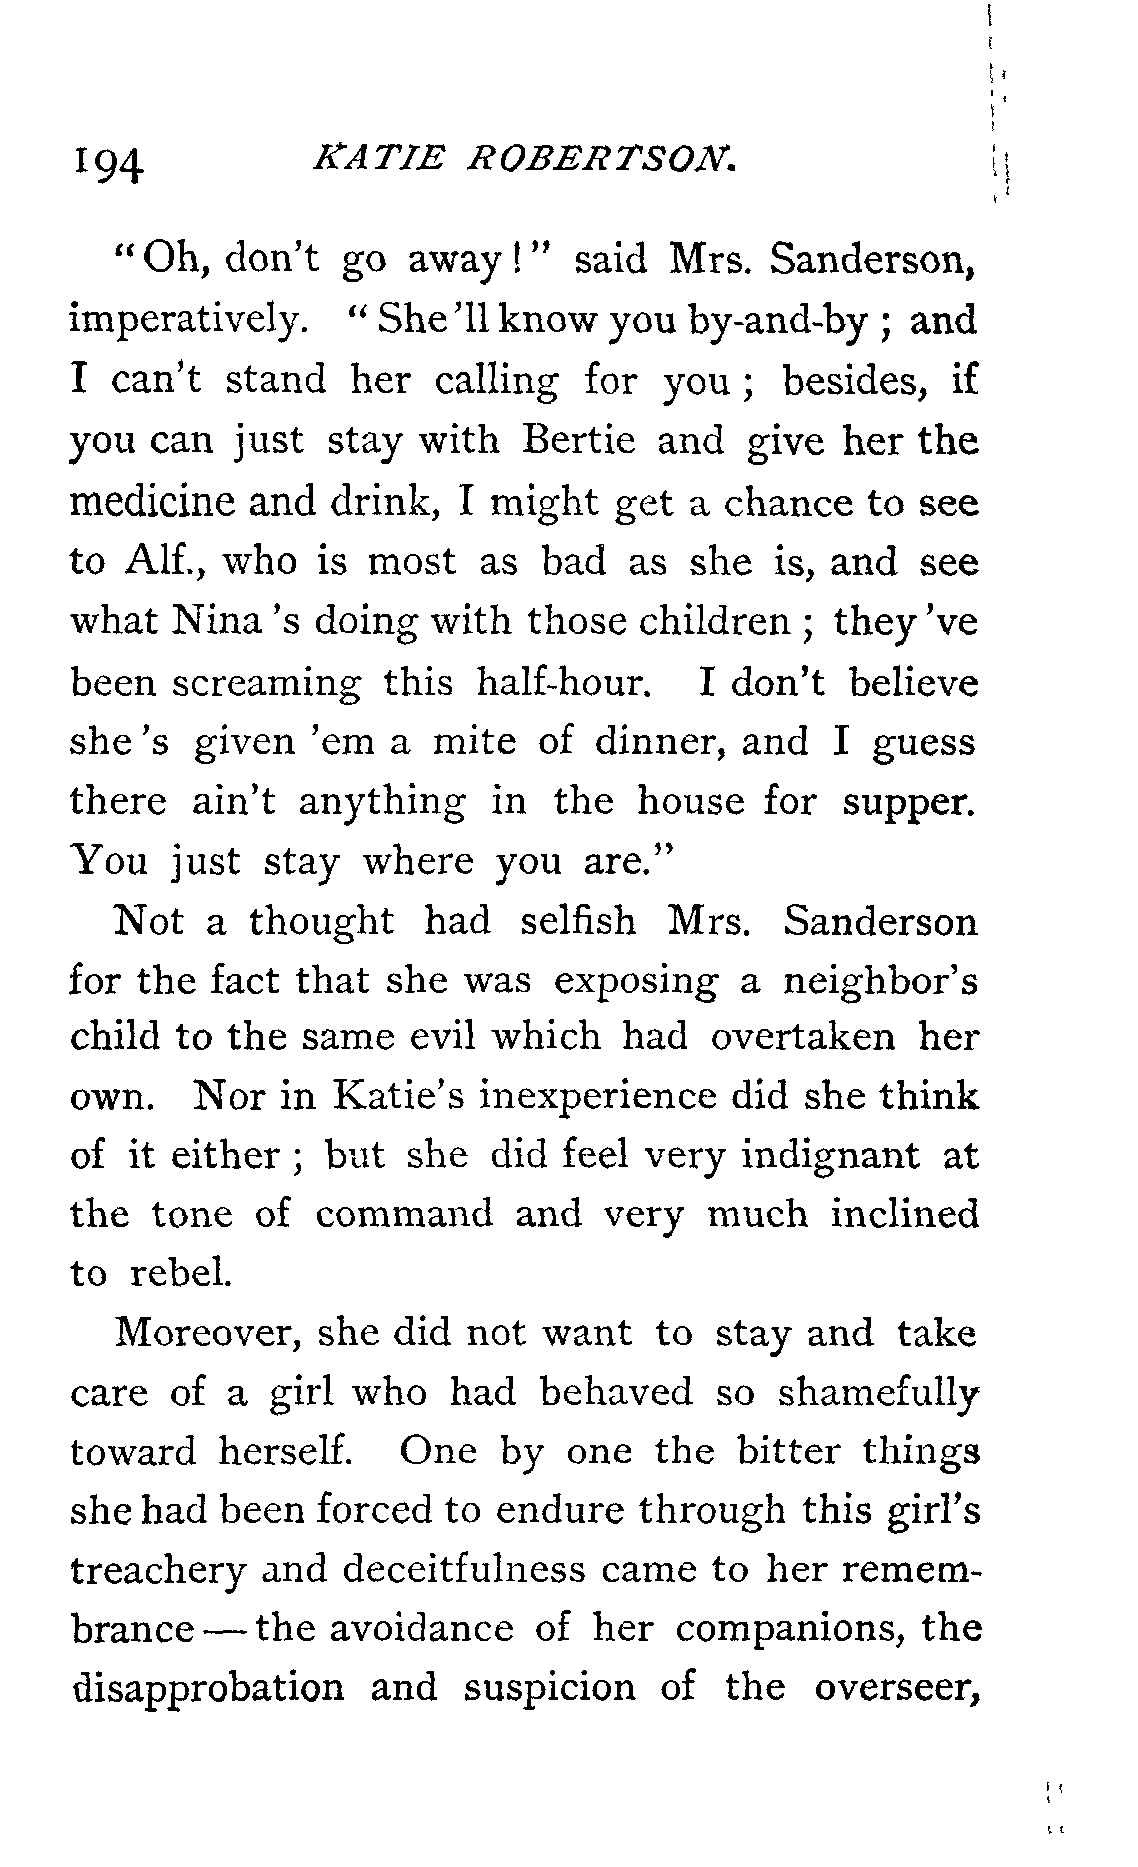 194 KATIE ROBERTSON.
"Oh, don't go away!" said Mrs. Sanderson,
imperatively. "She'll know you by-and-by; and
I can't stand her calling for you; besides, if
you can just stay with Bertie and give her the
medicine and drink, I might get a chance to see
to Alf., who is most as bad as she is, and see
what Nina's doing with those children; they've
been screaming this half-hour. I don't believe
she's given 'em a mite of dinner, and I guess
there ain't anything in the house for supper.
You just stay where you are."
Not a thought had selfish Mrs. Sanderson
for the fact that she was exposing a neighbor's
child to the same evil which had overtaken her
own. Nor in Katie's inexperience did she think
of it either; but she did feel very indignant at
the tone of command and very much inclined
to rebel.
Moreover, she did not want to stay and take
care of a girl who had behaved so shamefully
toward herself. One by one the bitter things
she had been forced to endure through this girl's
treachery and deceitfulness came to her remem-
brance — the avoidance of her companions, the
disapprobation and suspicion of the overseer,